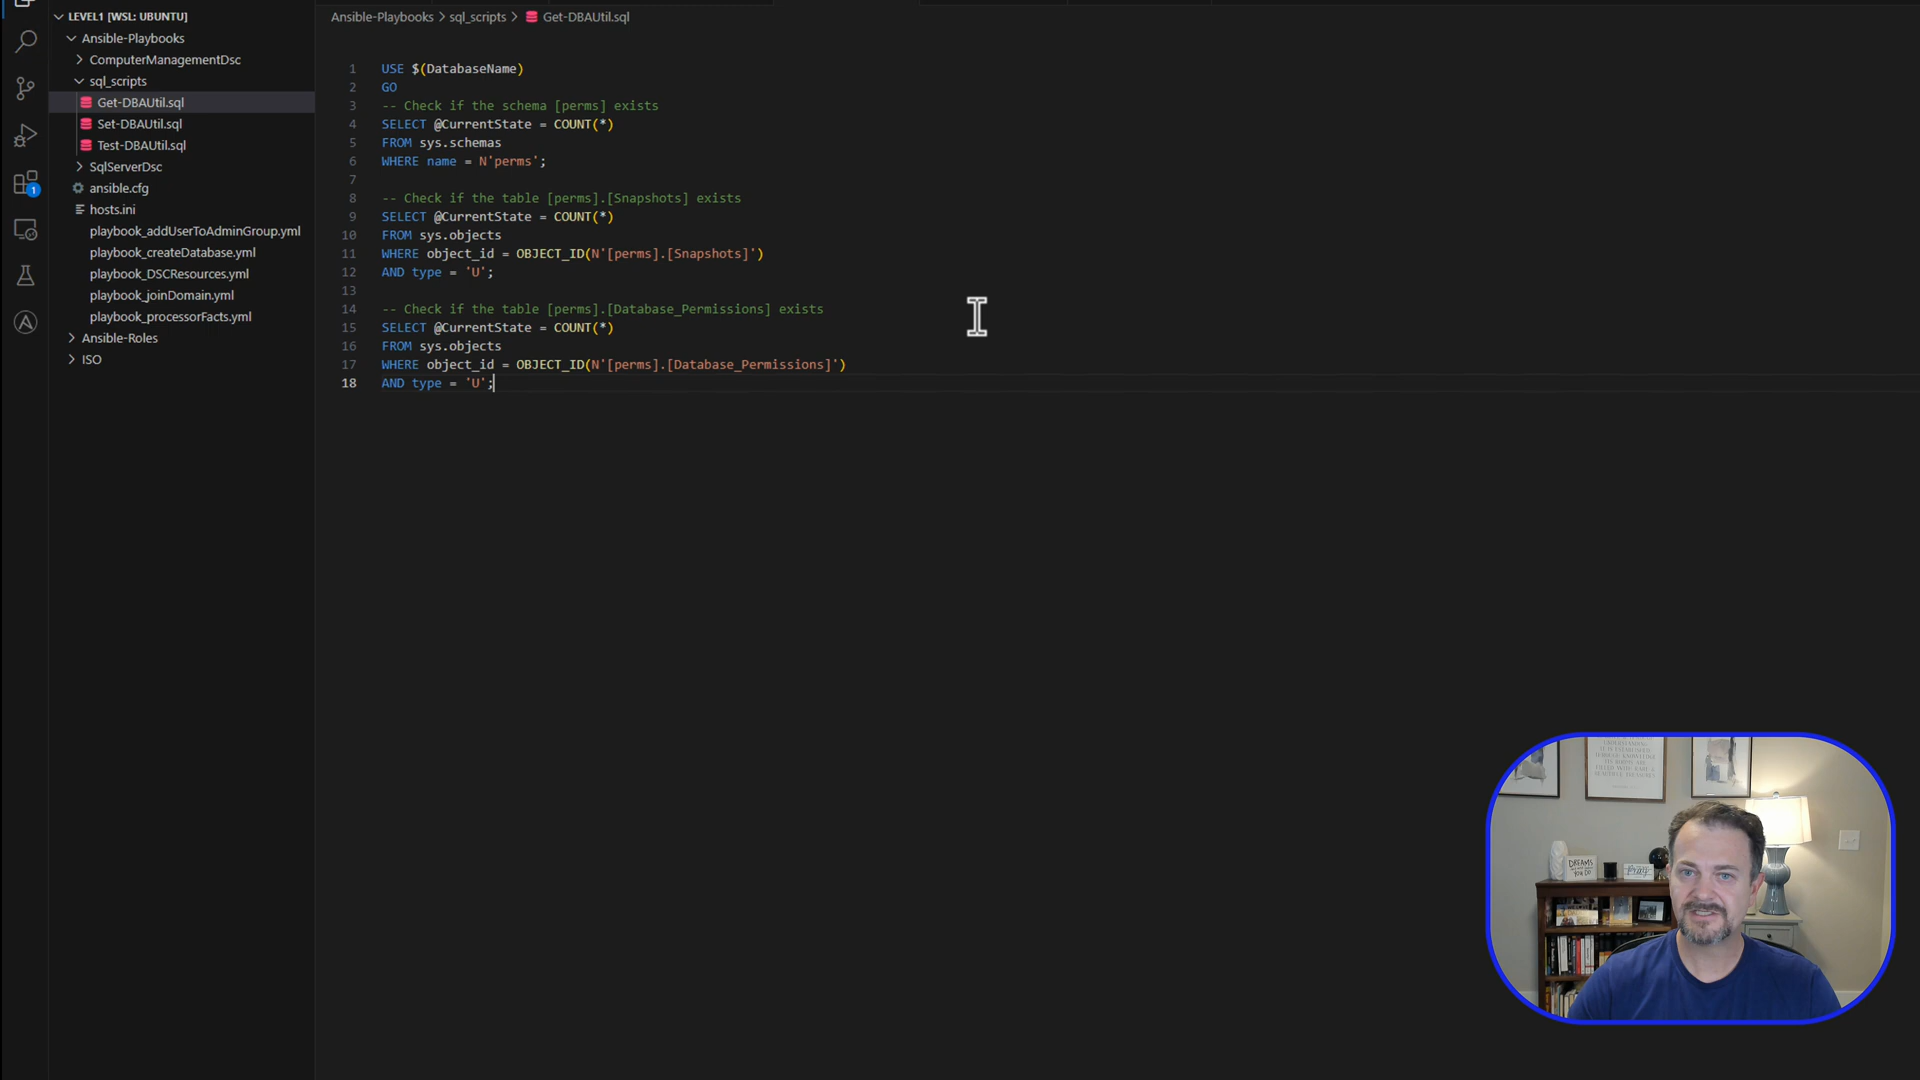 LEVEL1 [WSL: UBUNTU]
Ansible-Playbooks
ComputerManagementDsc
sql_scripts
Get-DBAUtil.sql
Set-DBAUtil.sql
Test-DBAUtil.sql
SqlServerDsc
ansible.cfg
hosts.ini
playbook_addUserToAdminGroup.yml
playbook_createDatabase.yml
playbook_DSCResources.yml
playbook_joinDomain.yml
playbook_processorFacts.yml
Ansible-Roles
ISO
1
Ansible-Playbooks > sql_scripts > Get-DBAUtil.sql
1 USE $(DatabaseName)
2 GO
3 -- Check if the schema [perms] exists
4 SELECT @CurrentState = COUNT(*)
5 FROM sys.schemas
6 WHERE name = N'perms';
7
8 -- Check if the table [perms].[Snapshots] exists
9 SELECT @CurrentState = COUNT(*)
10 FROM sys.objects
11 WHERE object_id = OBJECT_ID(N'[perms].[Snapshots]')
12 AND type = 'U';
13
14 -- Check if the table [perms].[Database_Permissions] exists
15 SELECT @CurrentState = COUNT(*)
16 FROM sys.objects
17 WHERE object_id = OBJECT_ID(N'[perms].[Database_Permissions]')
18 AND type = 'U';
DREAMS
YOU DO